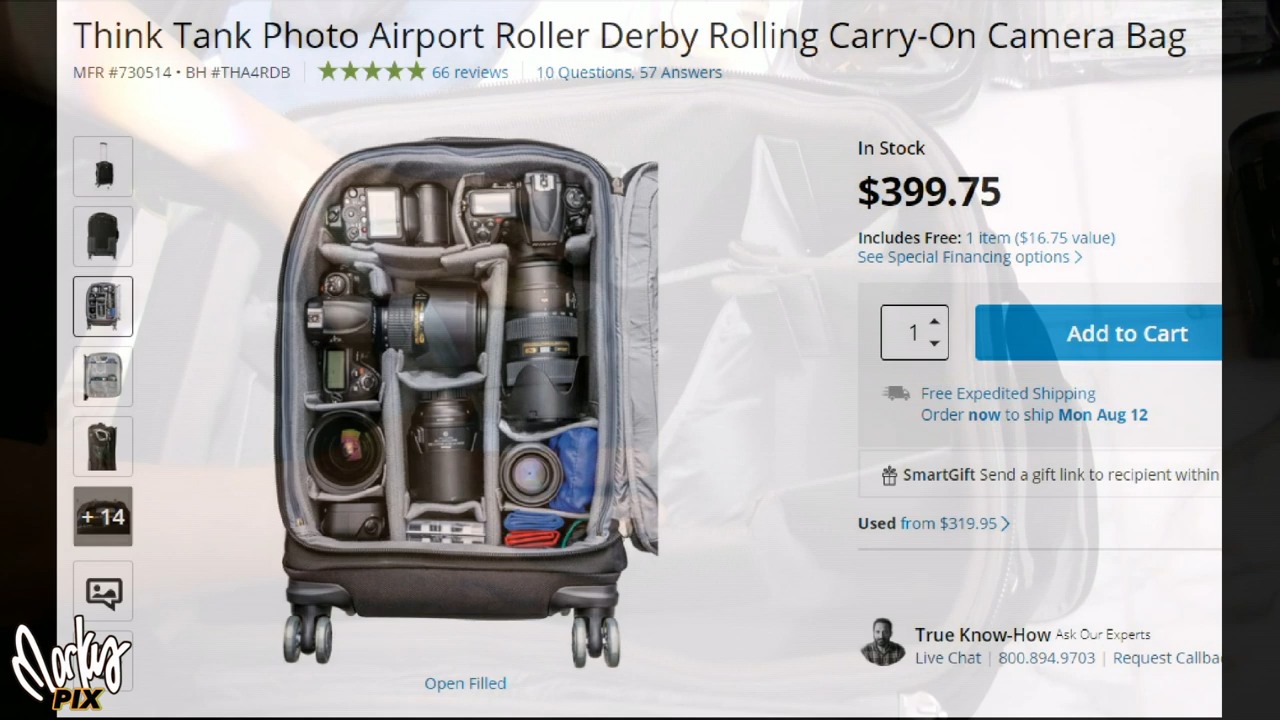 Think Tank Photo Airport Roller Derby Rolling Carry-On Camera Bag
MFR #730514 • BH #THA4RDB 66 reviews 10 Questions, 57 Answers
In Stock
$399.75
Includes Free: 1 item ($16.75 value)
See Special Financing options
1
Add to Cart
Free Expedited Shipping
Order now to ship Mon Aug 12
SmartGift Send a gift link to recipient within
Used from $319.95
+ 14
True Know-How Ask Our Experts
Live Chat | 800.894.9703 | Request Callba
Open Filled
Markus
PIX